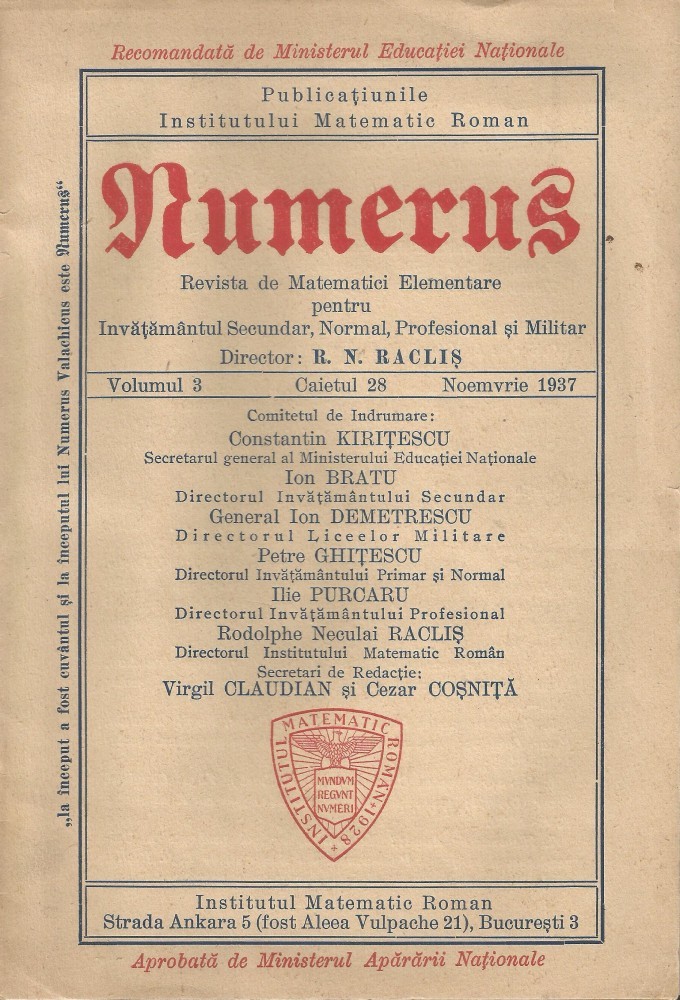 Recomandată de Ministerul Educației Naționale
Publicațiunile
Institutului Matematic Roman
Numerus
Revista de Matematici Elementare
pentru
Invățământul Secundar, Normal, Profesional și Militar
Director: R. N. RACLIȘ
Volumul 3 Caietul 28 Noemvrie 1937
Comitetul de Indrumare:
Constantin KIRIȚESCU
Secretarul general al Ministerului Educației Naționale
Ion BRATU
Directorul Invățământului Secundar
General Ion DEMETRESCU
Directorul Liceelor Militare
Petre GHIȚESCU
Directorul Invățământului Primar și Normal
Ilie PURCARU
Directorul Invățământului Profesional
Rodolphe Neculai RACLIȘ
Directorul Institutului Matematic Român
Secretari de Redacție:
Virgil CLAUDIAN și Cezar COȘNIȚĂ
INSTITUTUL MATEMATIC ROMÂN + 1928 +
MVNDVM
REGVNT
NVMERI
Institutul Matematic Roman
Strada Ankara 5 (fost Aleea Vulpache 21), București 3
Aprobată de Ministerul Apărării Naționale
„la început a fost cuvântul și la începutul lui Numerus Valachicus este Numerus“